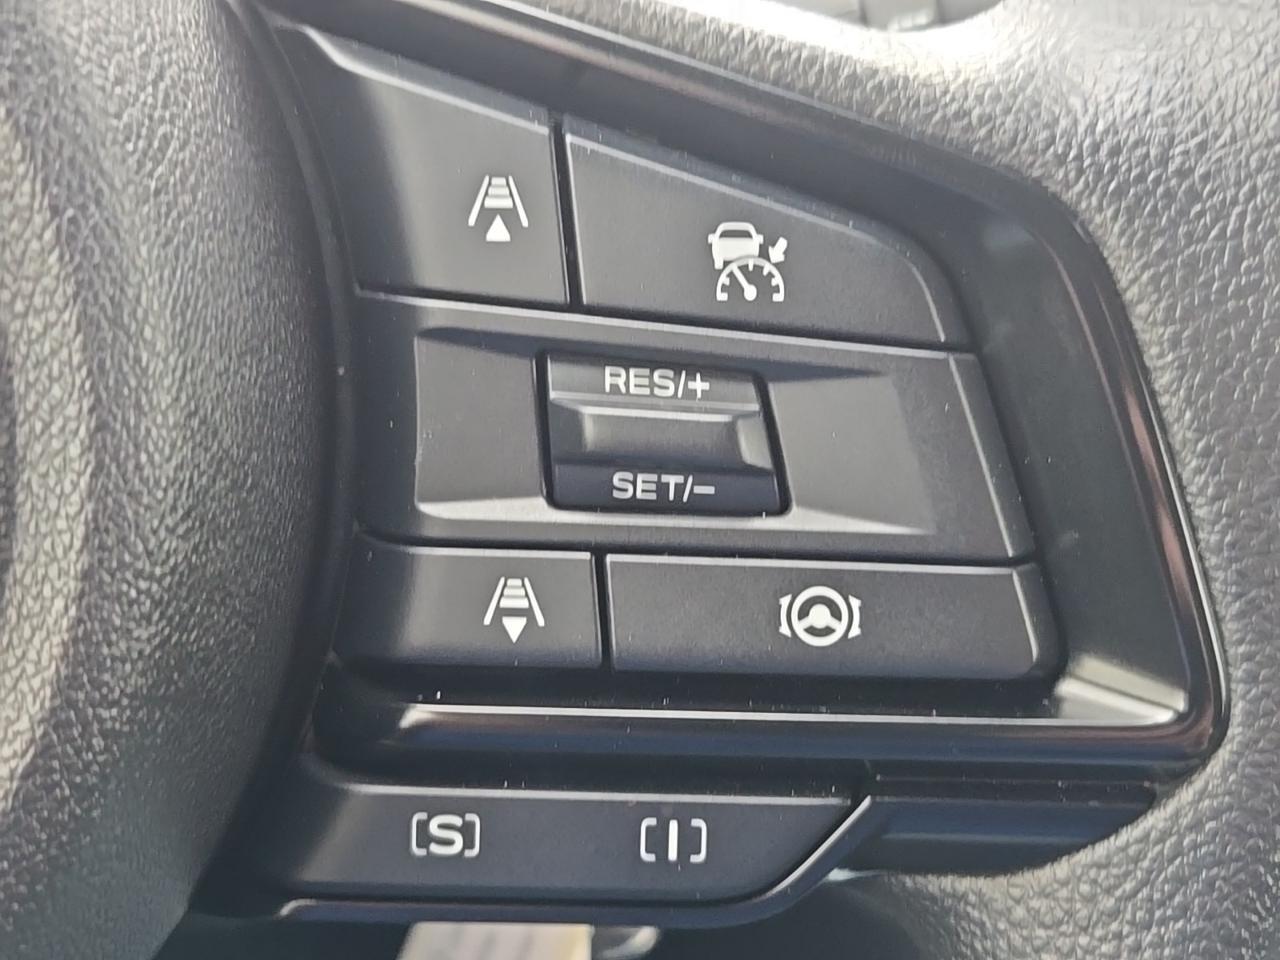 RES/+
SET/-
[S] [I]